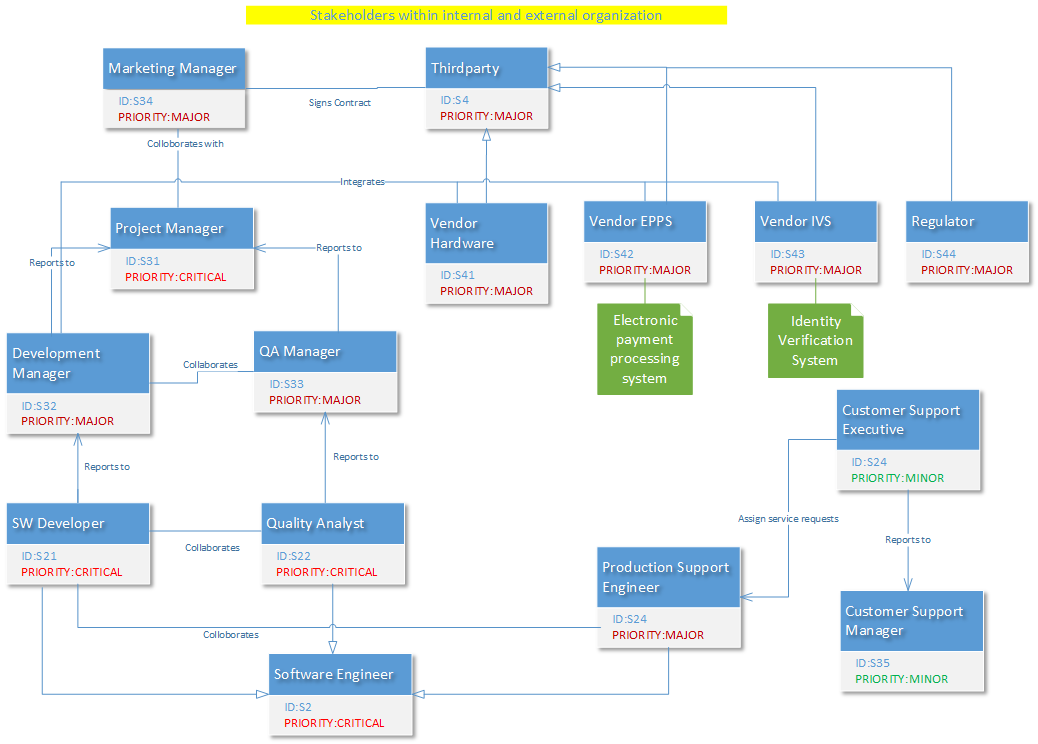 Stakeholders within internal and external organization
Marketing Manager
ID:S34
PRIORITY:MAJOR
Thirdparty
ID:S4
PRIORITY:MAJOR
Signs Contract
Colloborates with
Integrates
Project Manager
ID:S31
PRIORITY:CRITICAL
Vendor
Hardware
ID:S41
PRIORITY:MAJOR
Vendor EPPS
ID:S42
PRIORITY:MAJOR
Vendor IVS
ID:S43
PRIORITY:MAJOR
Regulator
ID:S44
PRIORITY:MAJOR
Reports to
Reports to
Electronic
payment
processing
system
Identity
Verification
System
Development
Manager
ID:S32
PRIORITY:MAJOR
Collaborates
QA Manager
ID:S33
PRIORITY:MAJOR
Customer Support
Executive
ID:S24
PRIORITY:MINOR
Reports to
Reports to
SW Developer
ID:S21
PRIORITY:CRITICAL
Collaborates
Quality Analyst
ID:S22
PRIORITY:CRITICAL
Assign service requests
Reports to
Production Support
Engineer
ID:S24
PRIORITY:MAJOR
Customer Support
Manager
ID:S35
PRIORITY:MINOR
Colloborates
Software Engineer
ID:S2
PRIORITY:CRITICAL